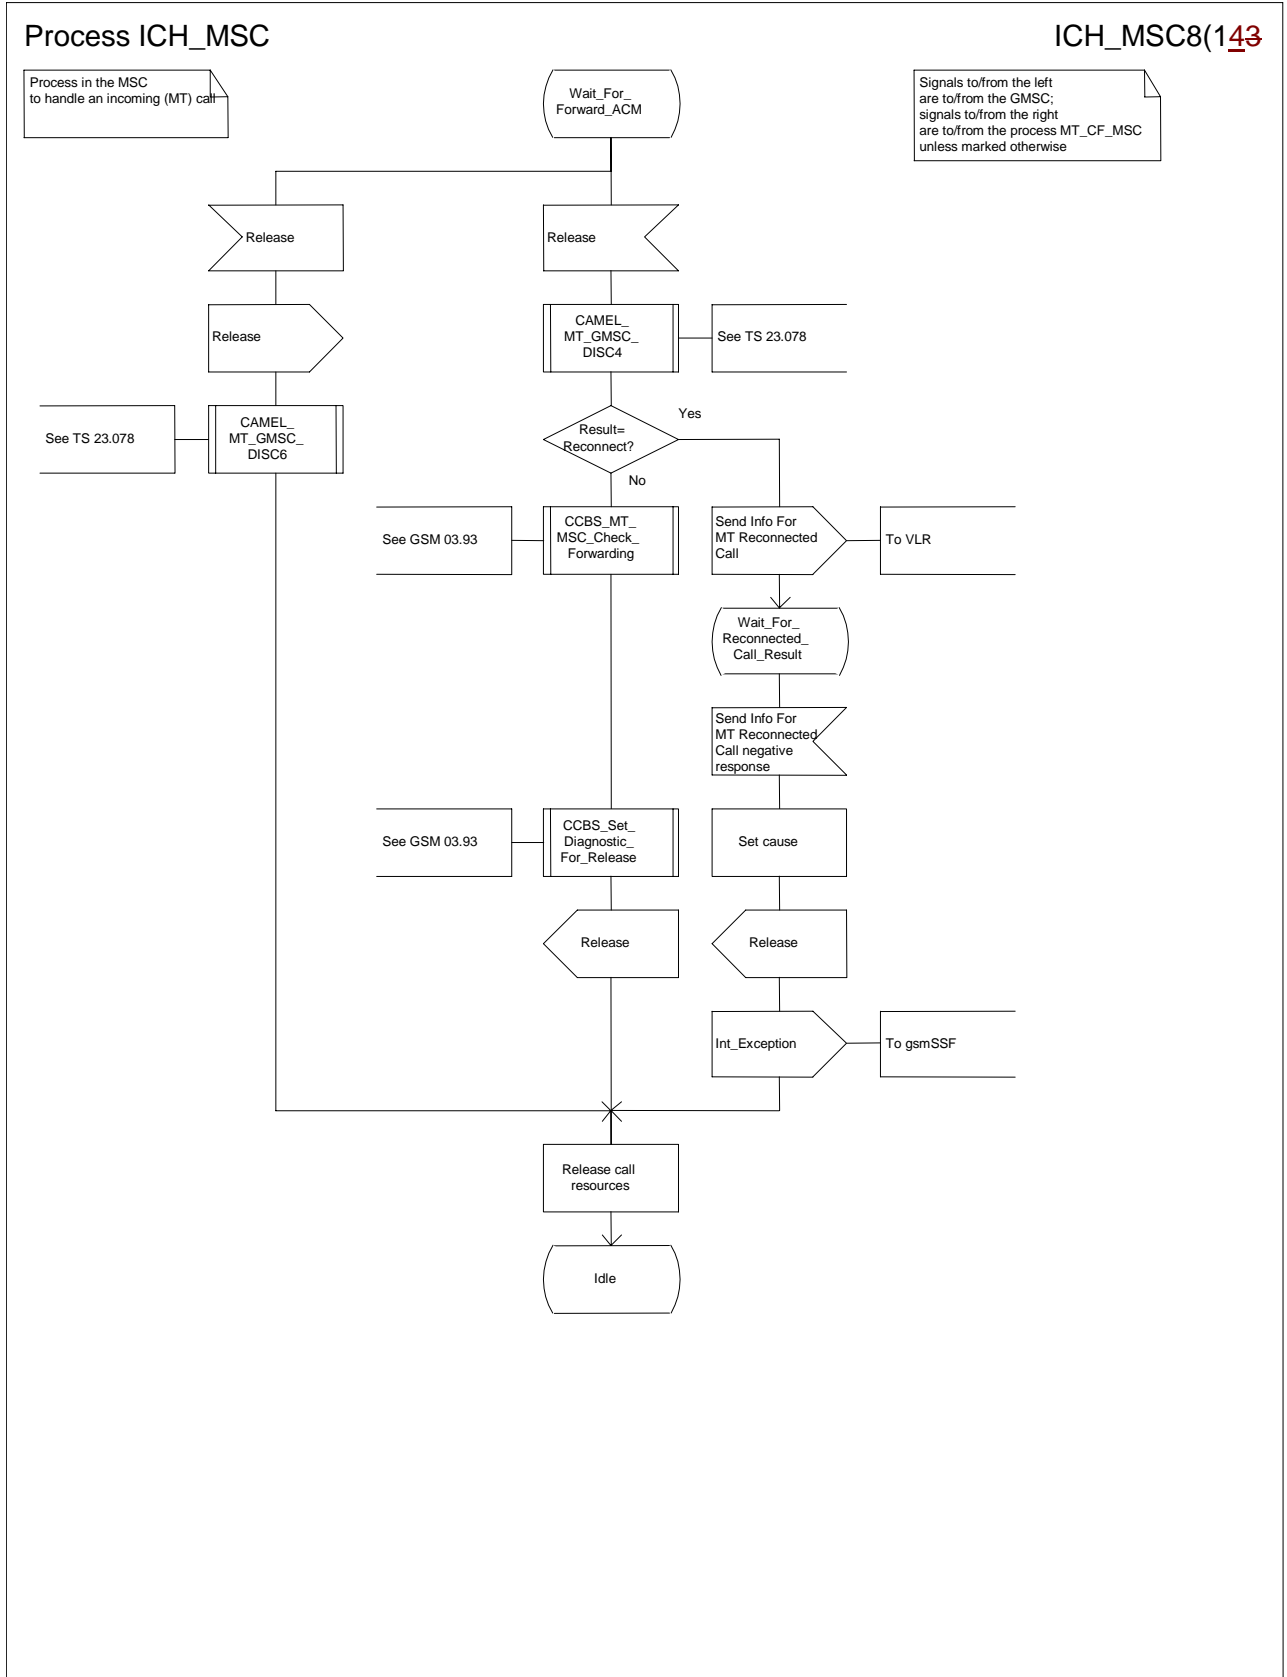 Process ICH_MSC
ICH_MSC8(143
Process in the MSC
to handle an incoming (MT) call
Wait_For_
Forward_ACM
Signals to/from the left
are to/from the GMSC;
signals to/from the right
are to/from the process MT_CF_MSC
unless marked otherwise
Release
Release
Release
CAMEL_
MT_GMSC_
DISC4
See TS 23.078
See TS 23.078
CAMEL_
MT_GMSC_
DISC6
Result=
Reconnect?
Yes
No
See GSM 03.93
CCBS_MT_
MSC_Check_
Forwarding
Send Info For
MT Reconnected
Call
To VLR
Wait_For_
Reconnected_
Call_Result
Send Info For
MT Reconnected
Call negative
response
See GSM 03.93
CCBS_Set_
Diagnostic_
For_Release
Set cause
Release
Release
Int_Exception
To gsmSSF
Release call
resources
Idle